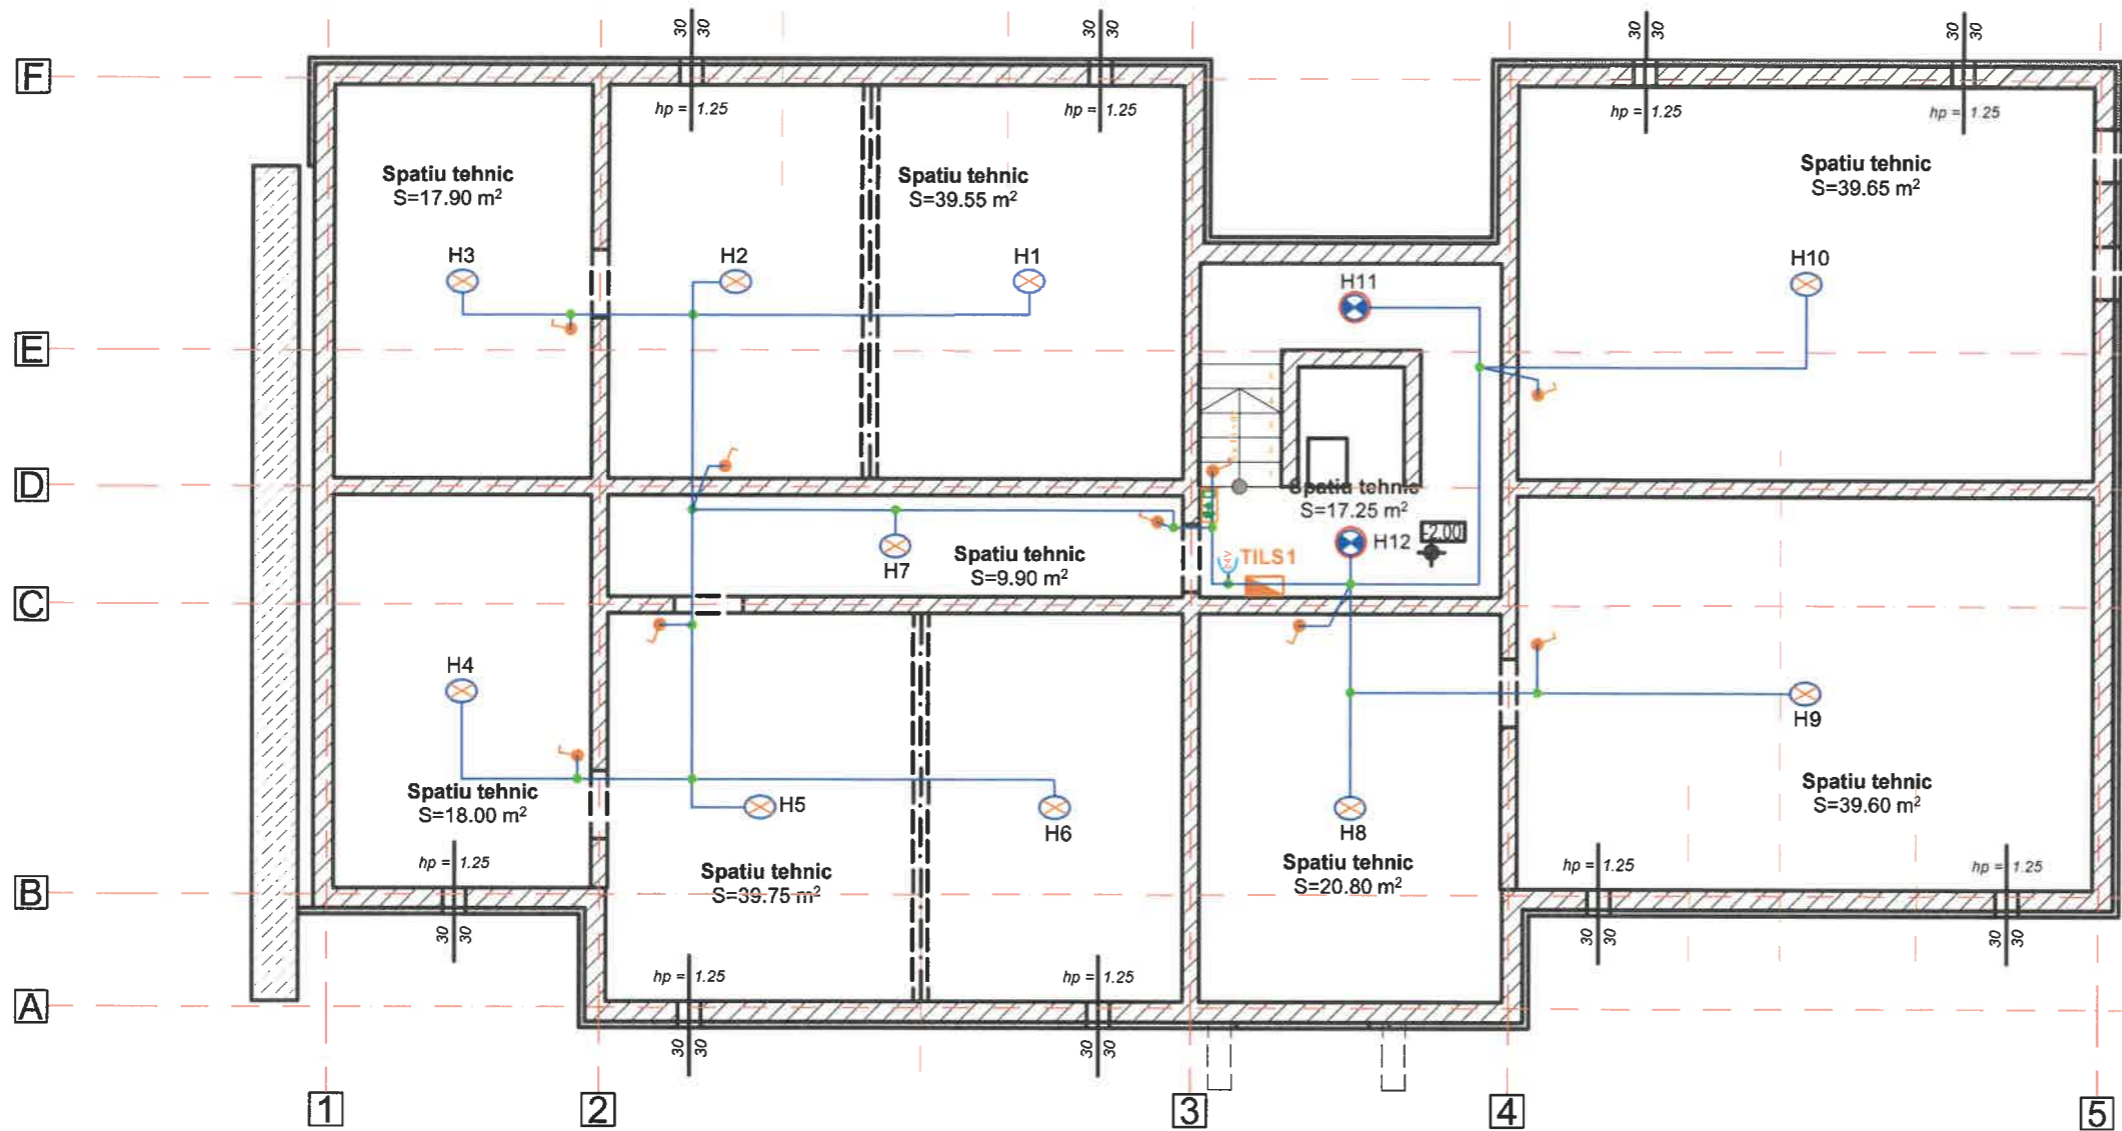 30 30
30 30
30 30
30 30
F
hp = 1.25
hp = 1.25
hp = 1.25
hp = 1.25
Spatiu tehnic
S=17.90 m²
Spatiu tehnic
S=39.55 m²
Spatiu tehnic
S=39.65 m²
H3
H2
H1
H11
H10
E
D
Spatiu tehnic
S=17.25 m²
H12
-2.00
Spatiu tehnic
S=9.90 m²
H7
24V
TILS1
C
H4
H9
Spatiu tehnic
S=18.00 m²
H5
H6
H8
Spatiu tehnic
S=39.60 m²
hp = 1.25
Spatiu tehnic
S=39.75 m²
Spatiu tehnic
S=20.80 m²
hp = 1.25
hp = 1.25
B
30 30
30 30
30 30
hp = 1.25
hp = 1.25
A
30 30
30 30
1
2
3
4
5